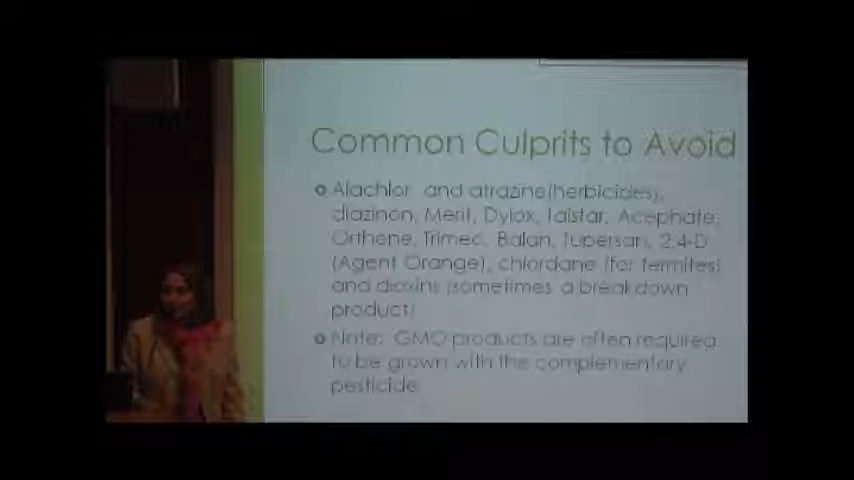 Common Culprits to Avoid
Alachlor and atrazine(herbicides),
diazinon, Merit, Dylox, Talstar, Acephate,
Orthene, Trimec, Balan, Tupersan, 2,4-D
(Agent Orange), chlordane (for termites)
and dioxins (sometimes a breakdown
product)
Note: GMO products are often required
to be grown with the complementary
pesticide